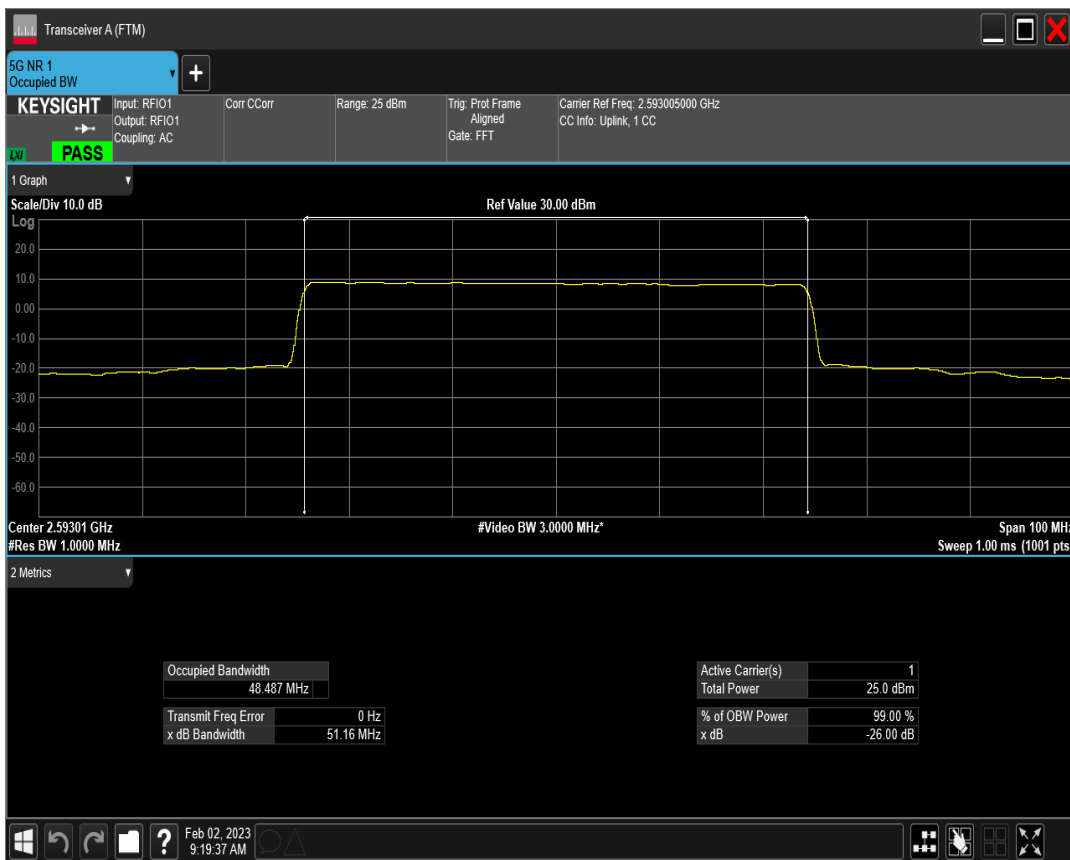 Transceiver A (FTM)
5G NR 1
Occupied BW
+
KEYSIGHT
LXI
PASS
Input: RFIO1
Output: RFIO1
Coupling: AC
Corr CCorr
Range: 25 dBm
Trig: Prot Frame
Aligned
Gate: FFT
Carrier Ref Freq: 2.593005000 GHz
CC Info: Uplink, 1 CC
1 Graph
Scale/Div 10.0 dB
Ref Value 30.00 dBm
Log
20.0
10.0
0.00
-10.0
-20.0
-30.0
-40.0
-50.0
-60.0
Center 2.59301 GHz
#Video BW 3.0000 MHz*
Span 100 MHz
#Res BW 1.0000 MHz
Sweep 1.00 ms (1001 pts
2 Metrics
Occupied Bandwidth
48.487 MHz
Transmit Freq Error 0 Hz
x dB Bandwidth 51.16 MHz
Active Carrier(s) 1
Total Power 25.0 dBm
% of OBW Power 99.00 %
x dB -26.00 dB
?
Feb 02, 2023
9:19:37 AM